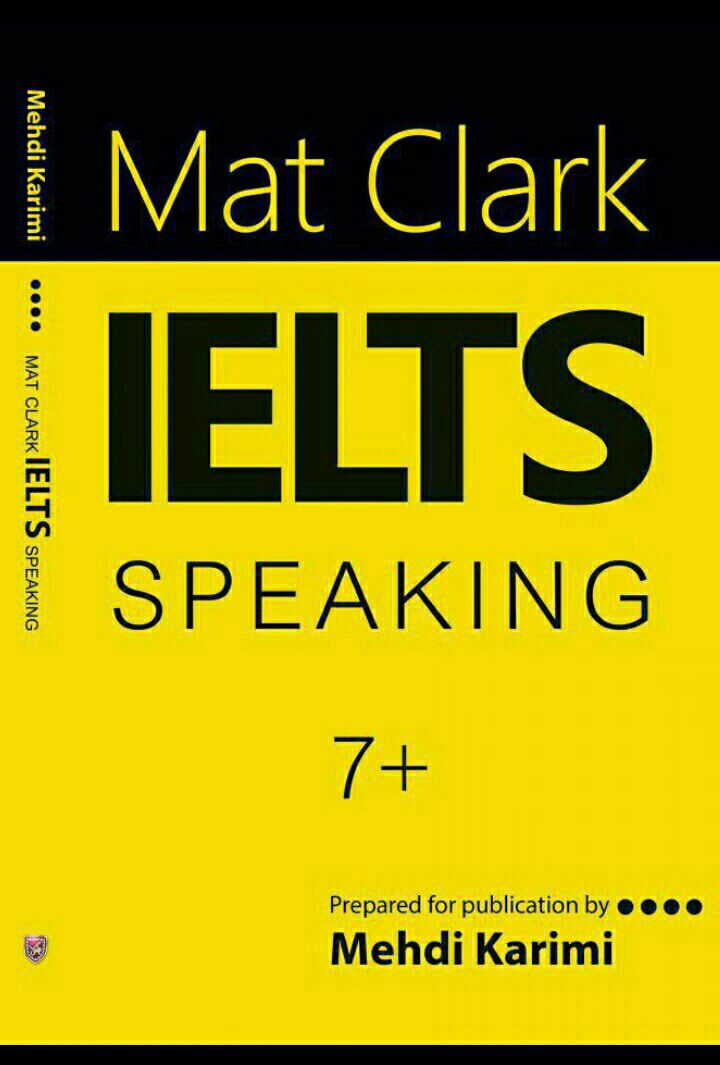 Mat Clark
IELTS
SPEAKING
7+
Prepared for publication by
Mehdi Karimi
Mehdi Karimi
MAT CLARK IELTS SPEAKING